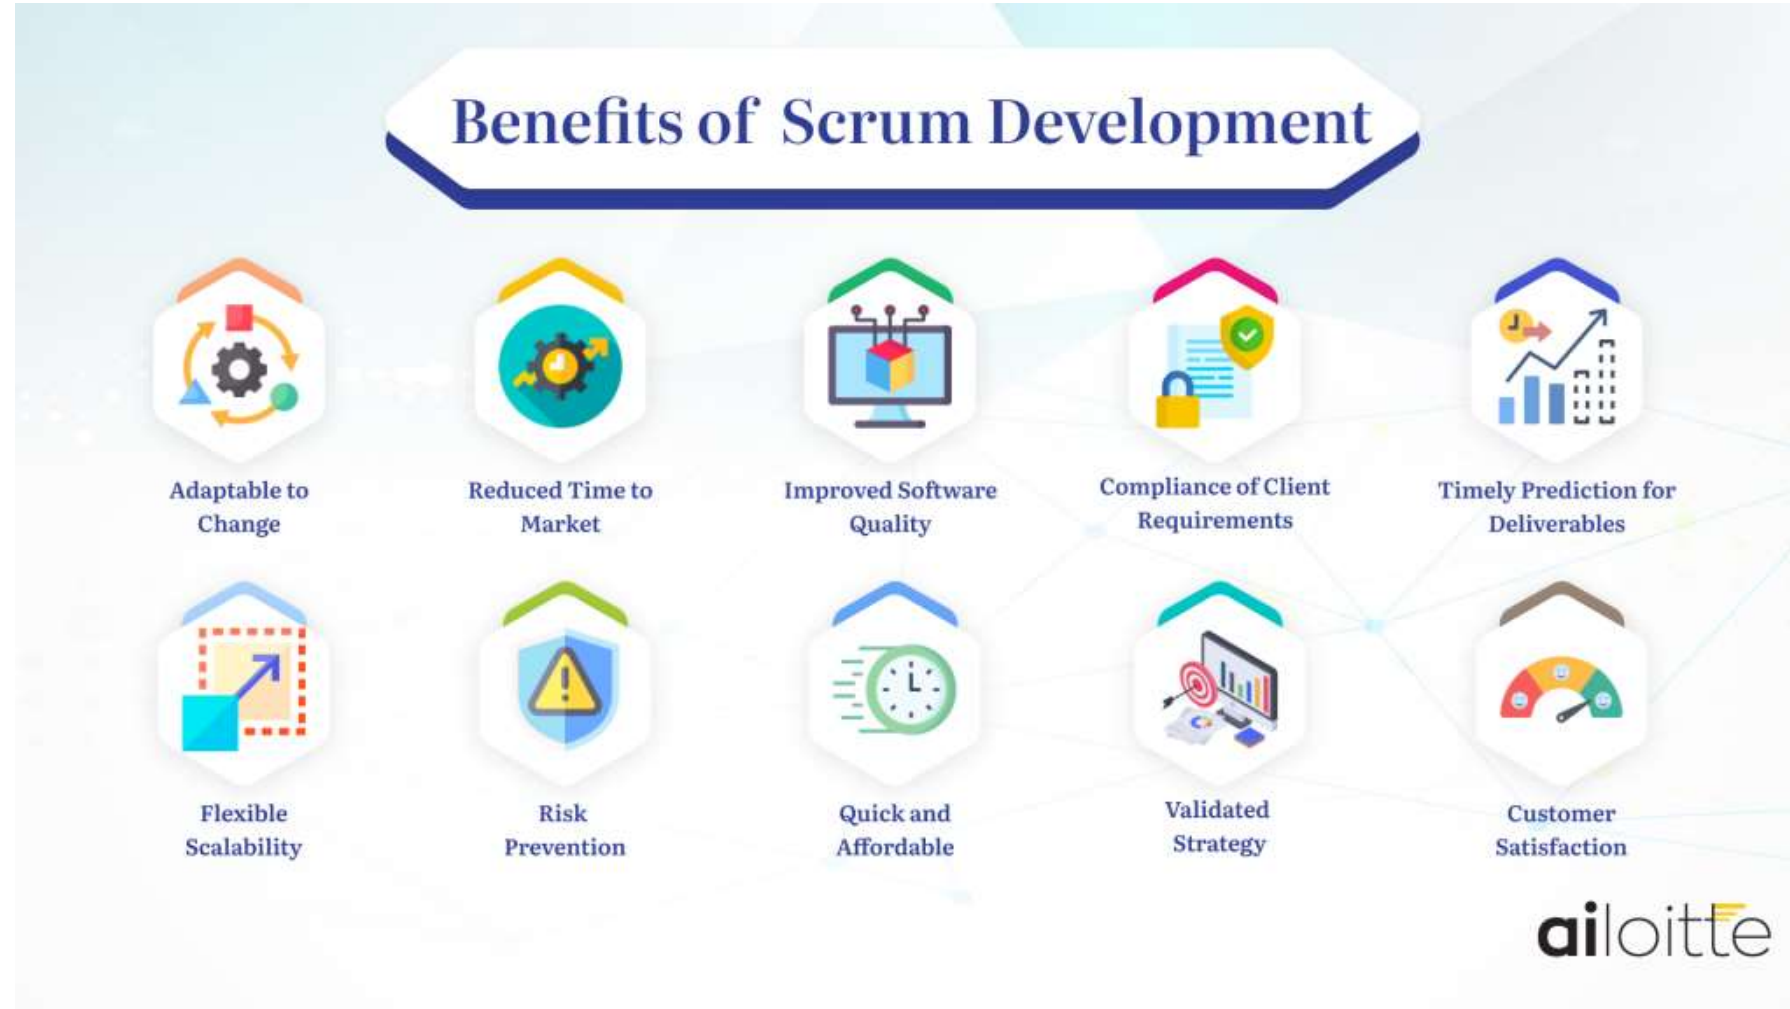 Benefits of Scrum Development
Adaptable to
Change
Reduced Time to
Market
Improved Software
Quality
Compliance of Client
Requirements
Timely Prediction for
Deliverables
Flexible
Scalability
Risk
Prevention
Quick and
Affordable
Validated
Strategy
Customer
Satisfaction
ailoitte